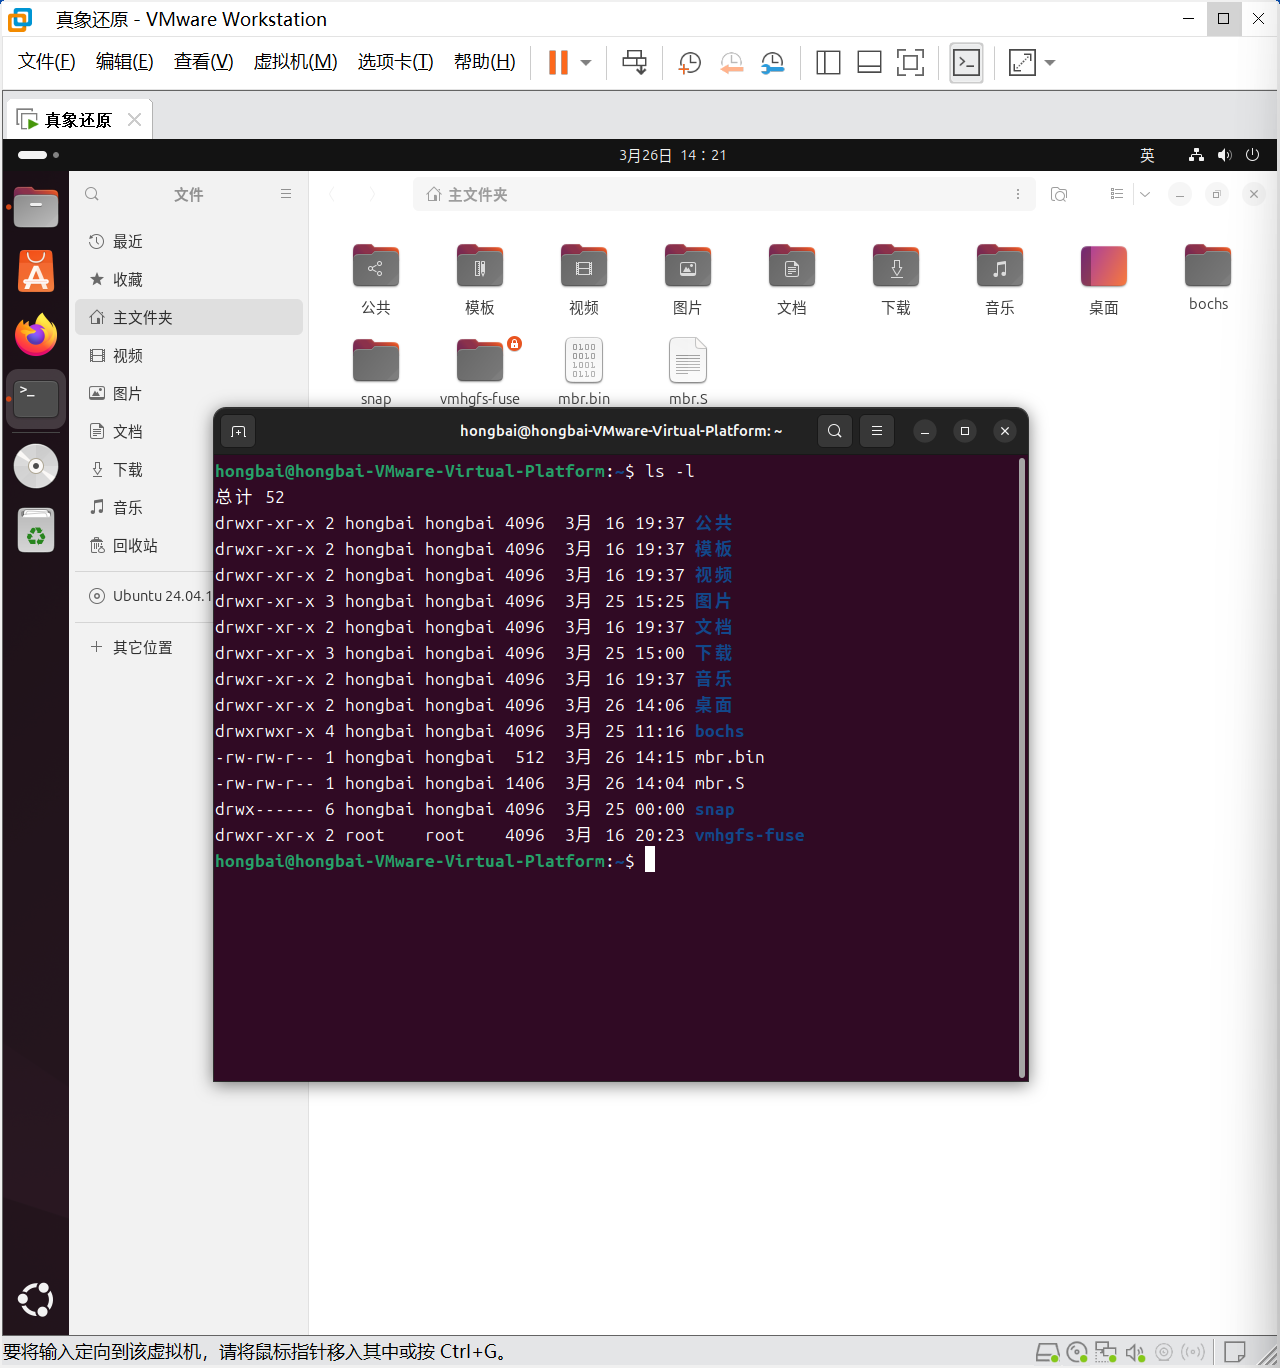 真象还原 - VMware Workstation
文件(F) 编辑(E) 查看(V) 虚拟机(M) 选项卡(T) 帮助(H)
真象还原
3月26日 14：21
英
文件
主文件夹
最近
收藏
主文件夹
视频
图片
文档
下载
音乐
回收站
Ubuntu 24.04.1
其它位置
公共 模板 视频 图片 文档 下载 音乐 桌面 bochs
snap vmhgfs-fuse mbr.bin mbr.S
0100
0010
1001
0110
hongbai@hongbai-VMware-Virtual-Platform: ~
hongbai@hongbai-VMware-Virtual-Platform:~$ ls -l
总计 52
drwxr-xr-x 2 hongbai hongbai 4096  3月 16 19:37 公共
drwxr-xr-x 2 hongbai hongbai 4096  3月 16 19:37 模板
drwxr-xr-x 2 hongbai hongbai 4096  3月 16 19:37 视频
drwxr-xr-x 3 hongbai hongbai 4096  3月 25 15:25 图片
drwxr-xr-x 2 hongbai hongbai 4096  3月 16 19:37 文档
drwxr-xr-x 3 hongbai hongbai 4096  3月 25 15:00 下载
drwxr-xr-x 2 hongbai hongbai 4096  3月 16 19:37 音乐
drwxr-xr-x 2 hongbai hongbai 4096  3月 26 14:06 桌面
drwxrwxr-x 4 hongbai hongbai 4096  3月 25 11:16 bochs
-rw-rw-r-- 1 hongbai hongbai  512  3月 26 14:15 mbr.bin
-rw-rw-r-- 1 hongbai hongbai 1406  3月 26 14:04 mbr.S
drwx------ 6 hongbai hongbai 4096  3月 25 00:00 snap
drwxr-xr-x 2 root    root    4096  3月 16 20:23 vmhgfs-fuse
hongbai@hongbai-VMware-Virtual-Platform:~$
要将输入定向到该虚拟机，请将鼠标指针移入其中或按 Ctrl+G。